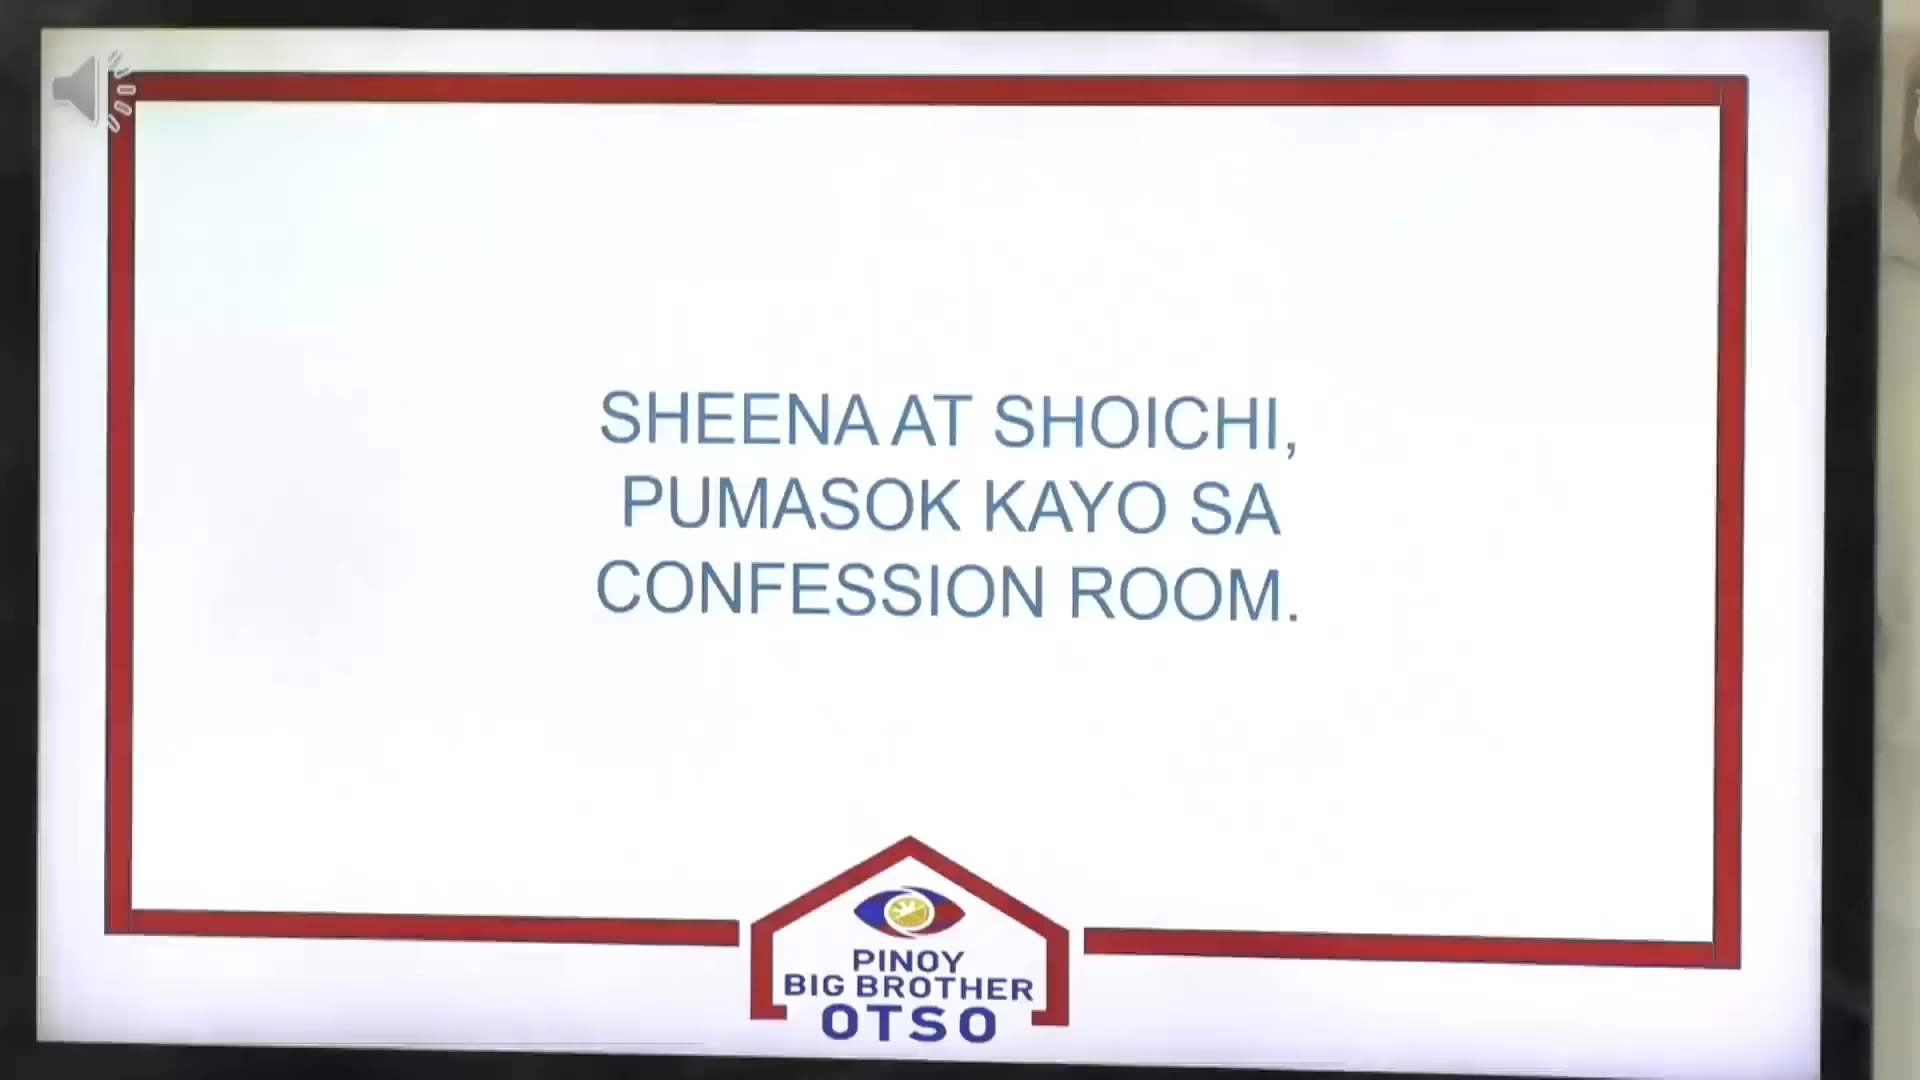 SHEENA AT SHOICHI,
PUMASOK KAYO SA
CONFESSION ROOM.
PINOY
BIG BROTHER
OTSO